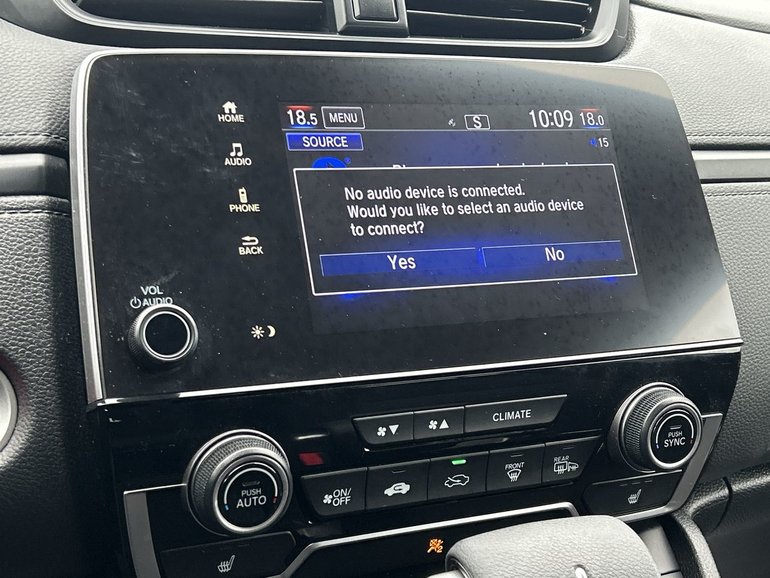 HOME
18.5 MENU S 10:09 18.0
SOURCE 15
AUDIO
No audio device is connected.
Would you like to select an audio device
to connect?
PHONE
BACK
Yes No
VOL
AUDIO
CLIMATE
ON/
OFF
FRONT
REAR
PUSH
AUTO
PUSH
SYNC